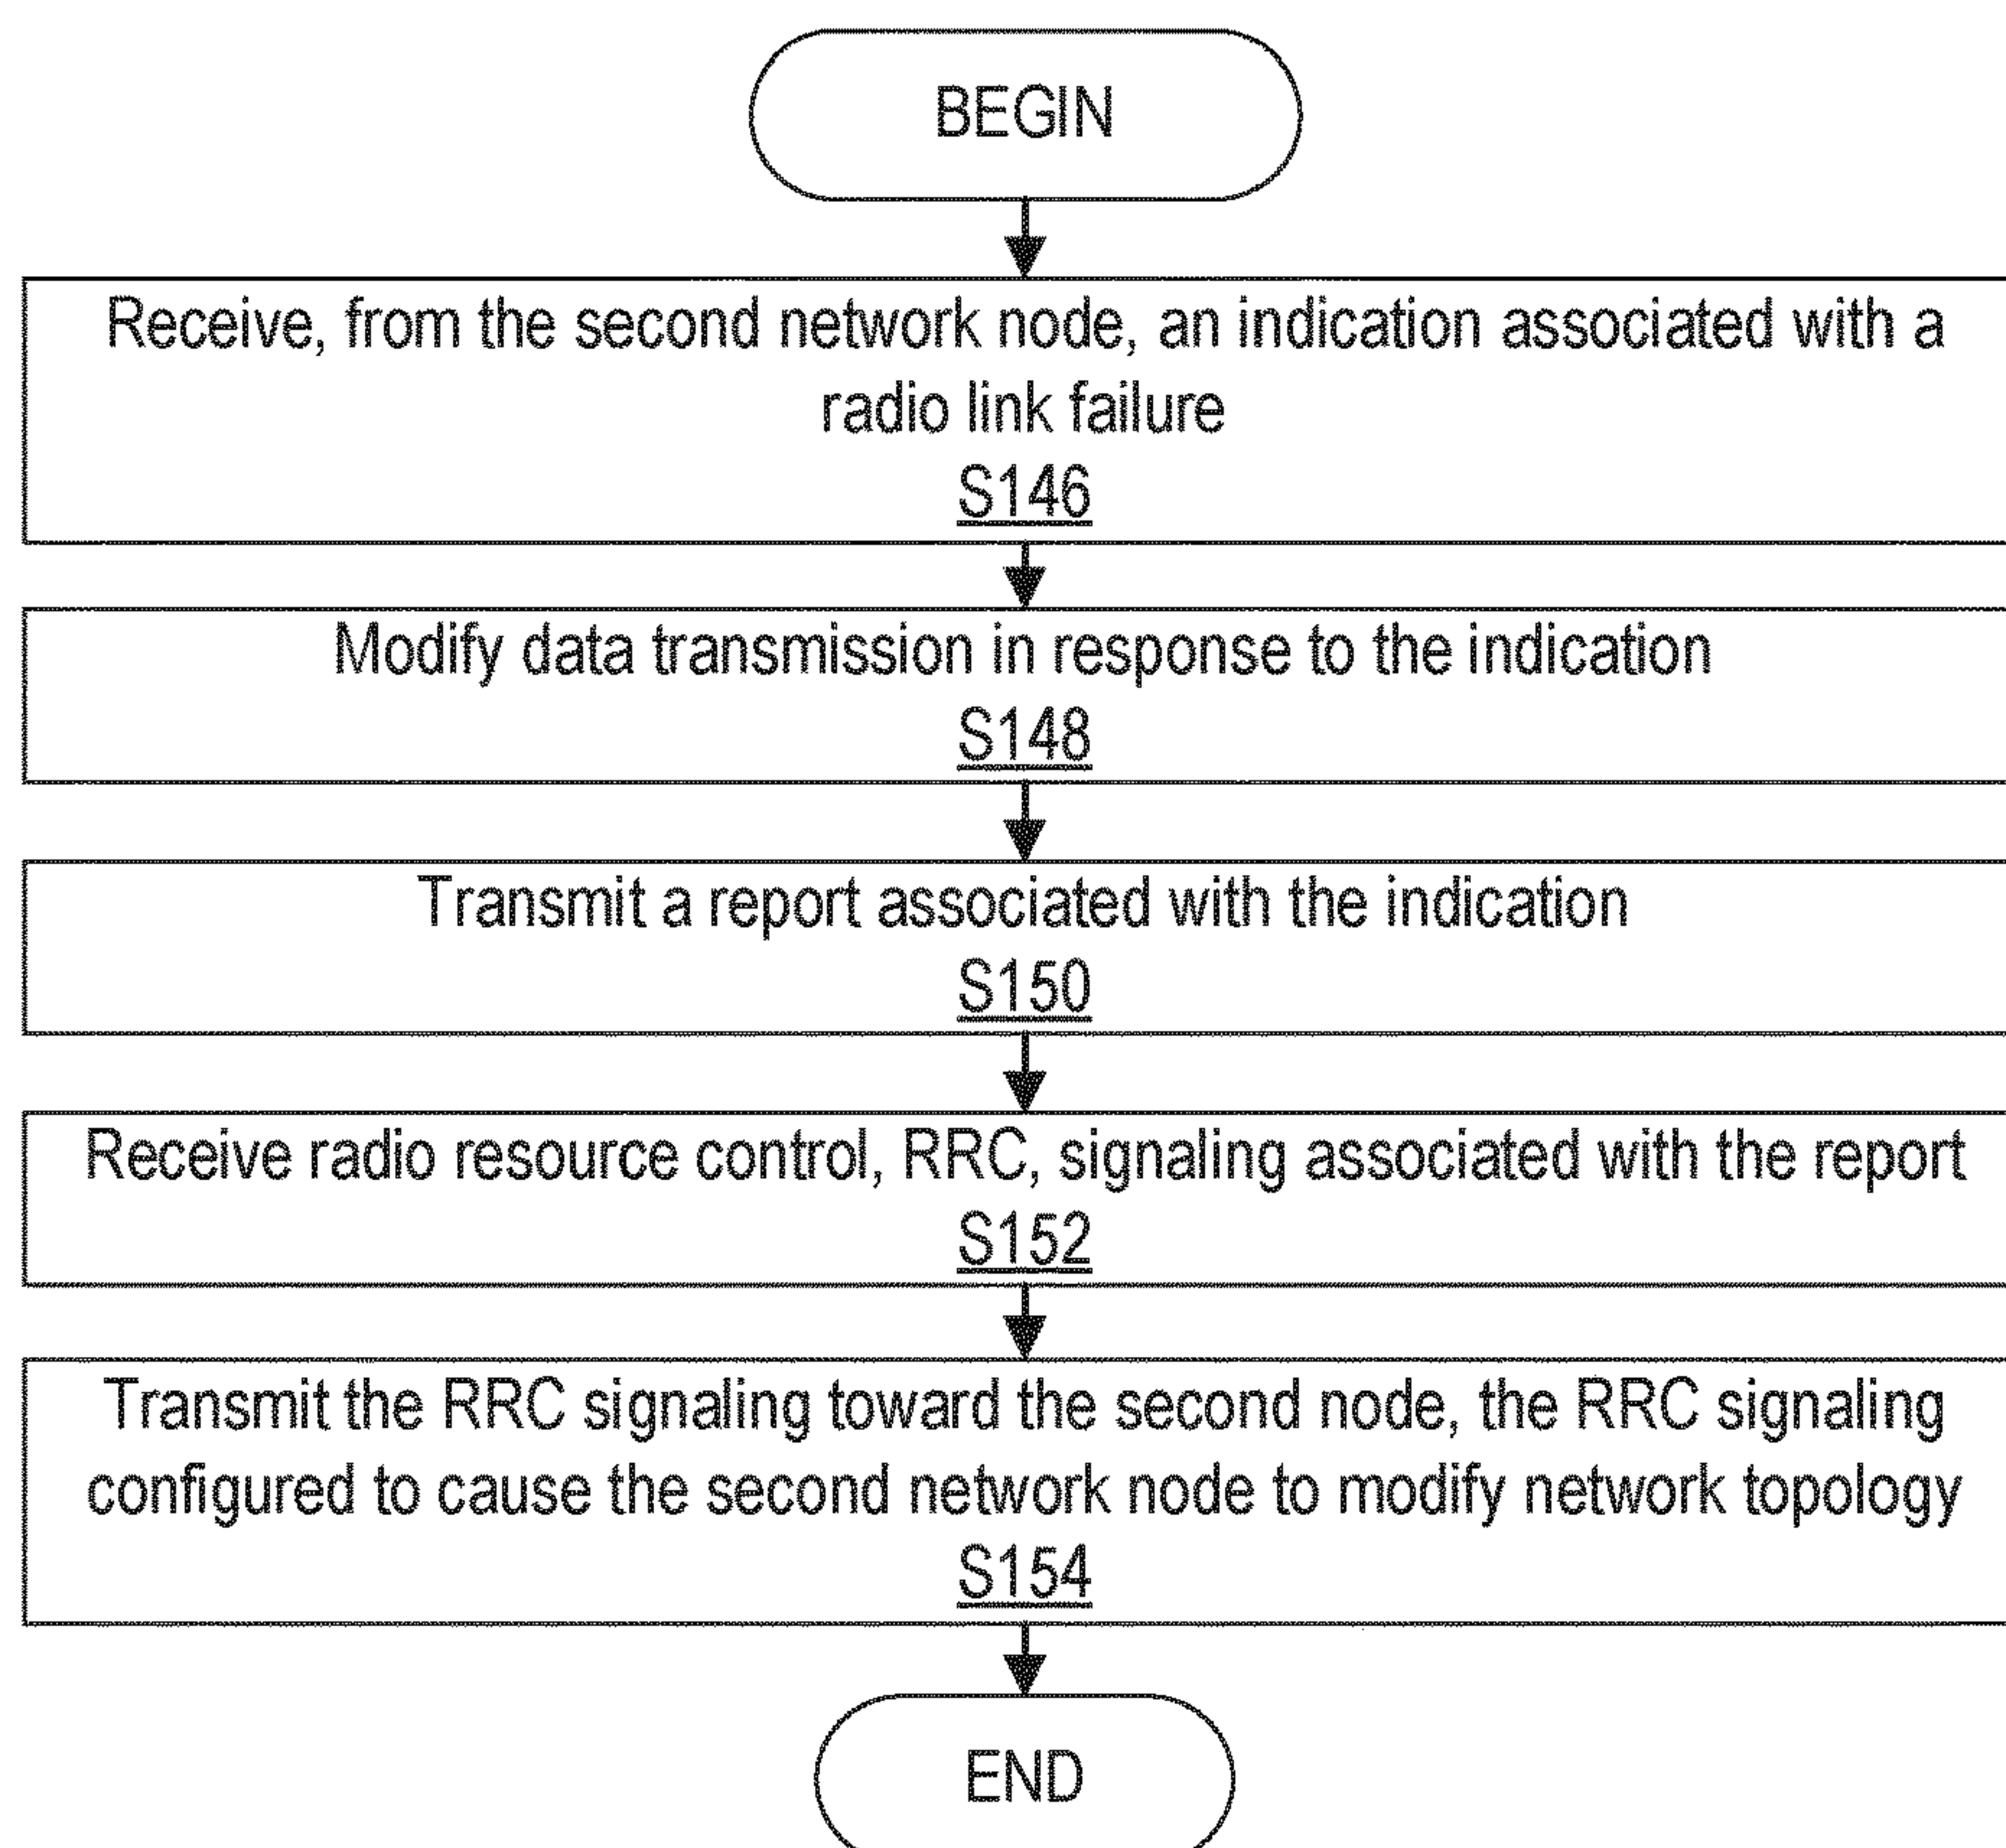 BEGIN
Receive, from the second network node, an indication associated with a
radio link failure
S146
Modify data transmission in response to the indication
S148
Transmit a report associated with the indication
S150
Receive radio resource control, RRC, signaling associated with the report
S152
Transmit the RRC signaling toward the second node, the RRC signaling
configured to cause the second network node to modify network topology
S154
END